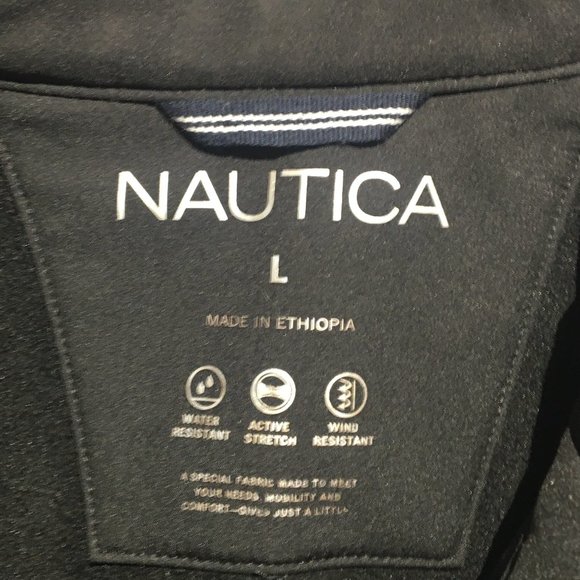 NAUTICA
L
MADE IN ETHIOPIA
WATER RESISTANT
ACTIVE STRETCH
WIND RESISTANT
A SPECIAL FABRIC MADE TO MEET
YOUR NEEDS, MOBILITY AND
COMFORT—GIVES JUST A LITTLE